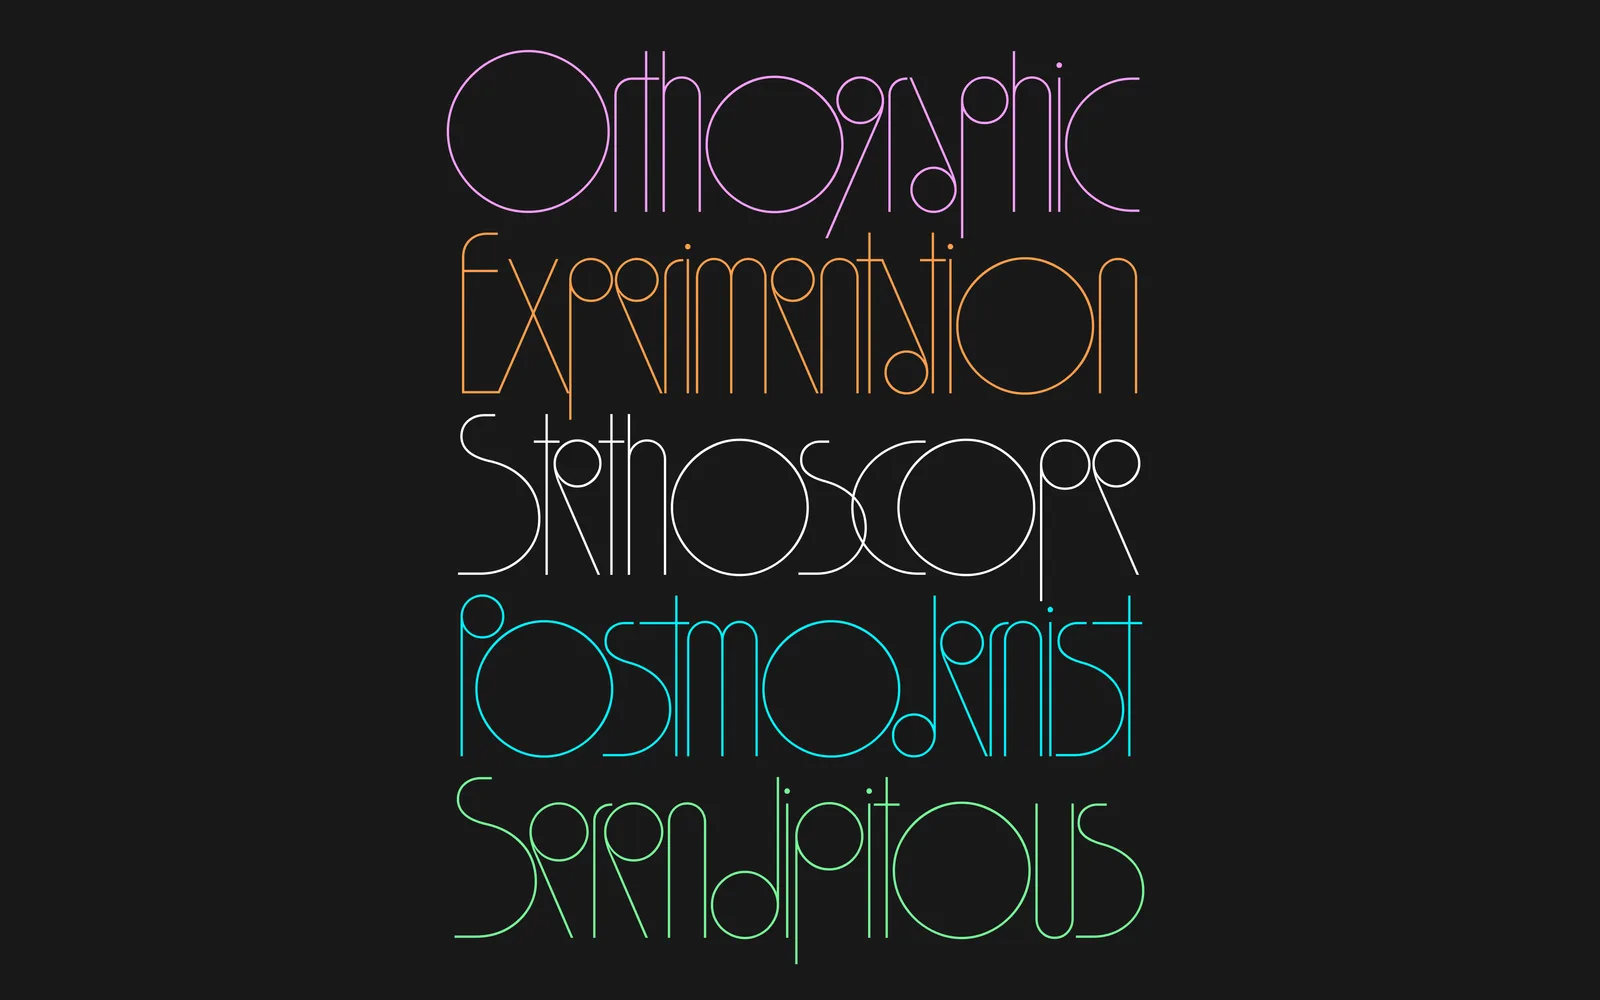 Orthographic
Experimentation
Stethoscope
Postmodernist
Serendipitous